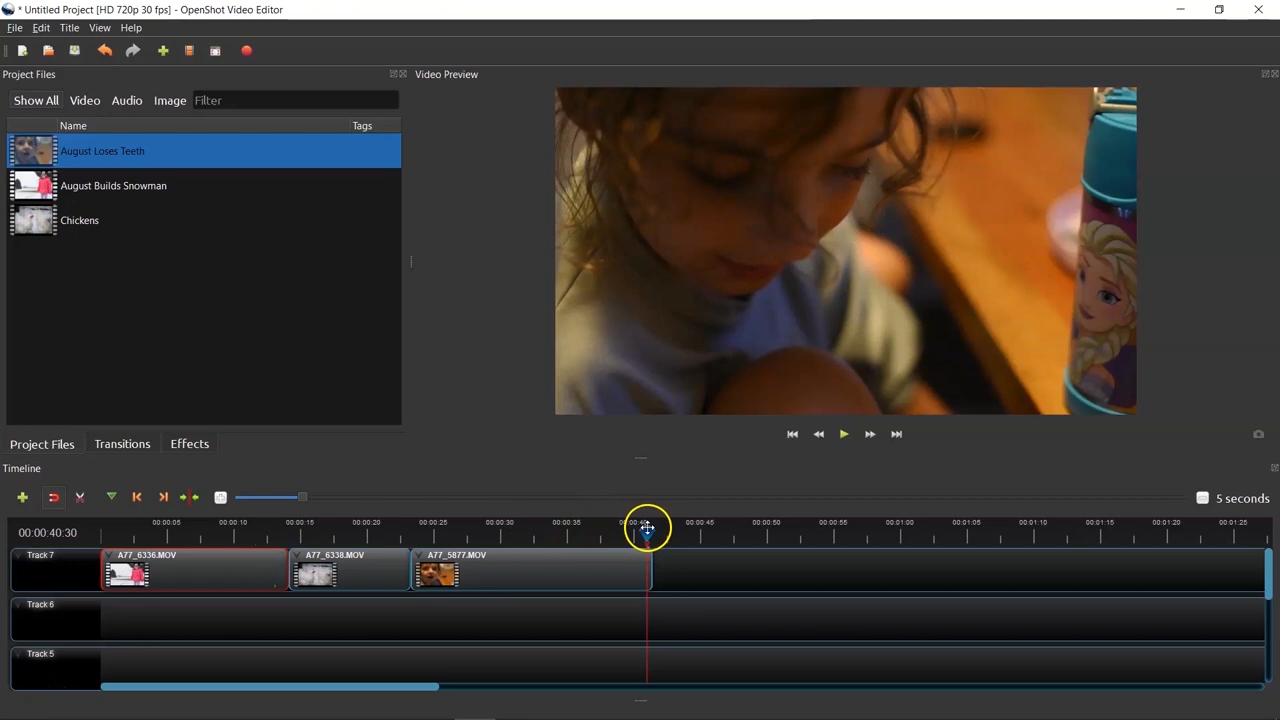 * Untitled Project [HD 720p 30 fps] - OpenShot Video Editor
File Edit Title View Help
Project Files
Video Preview
Show All Video Audio Image Filter
Name Tags
August Loses Teeth
August Builds Snowman
Chickens
Project Files Transitions Effects
Timeline
5 seconds
00:00:40:30
00:00:05 00:00:10 00:00:15 00:00:20 00:00:25 00:00:30 00:00:35 00:00:45 00:00:50 00:00:55 00:01:00 00:01:05 00:01:10 00:01:15 00:01:20 00:01:25
Track 7 A77_6336.MOV A77_6338.MOV A77_5877.MOV
Track 6
Track 5